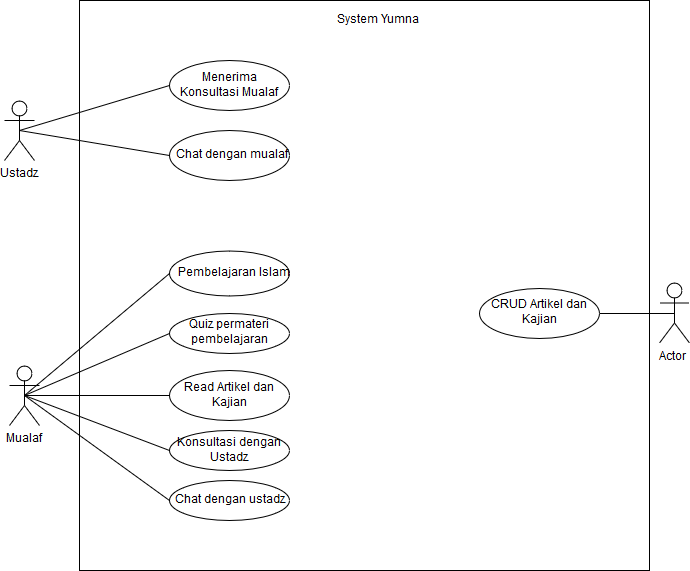 System Yumna
Menerima
Konsultasi Mualaf
Chat dengan mualaf
Ustadz
Pembelajaran Islam
Quiz permateri
pembelajaran
Read Artikel dan
Kajian
Konsultasi dengan
Ustadz
Chat dengan ustadz
Mualaf
CRUD Artikel dan
Kajian
Actor